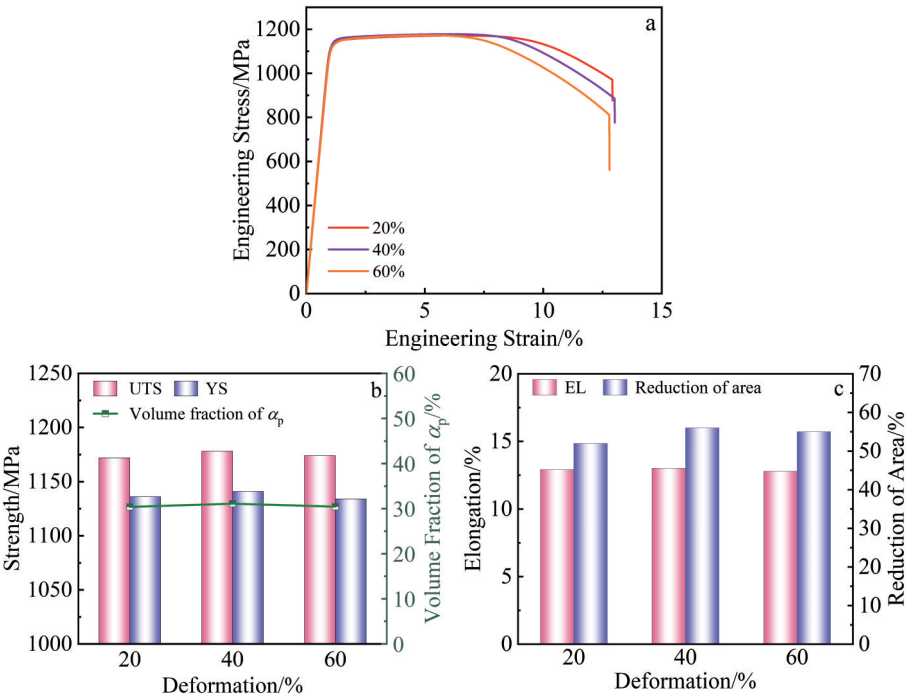 a
Engineering Stress/MPa
1200
1000
800
600
400
200
0
20%
40%
60%
0
5
10
15
Engineering Strain/%
b
UTS
YS
Volume fraction of αp
Strength/MPa
1250
1200
1150
1100
1050
1000
20
40
60
Deformation/%
60
50
40
30
20
10
0
Volume Fraction of αp/%
c
EL
Reduction of area
Elongation/%
20
15
10
5
0
20
40
60
Deformation/%
70
60
50
40
30
20
10
0
Reduction of Area/%